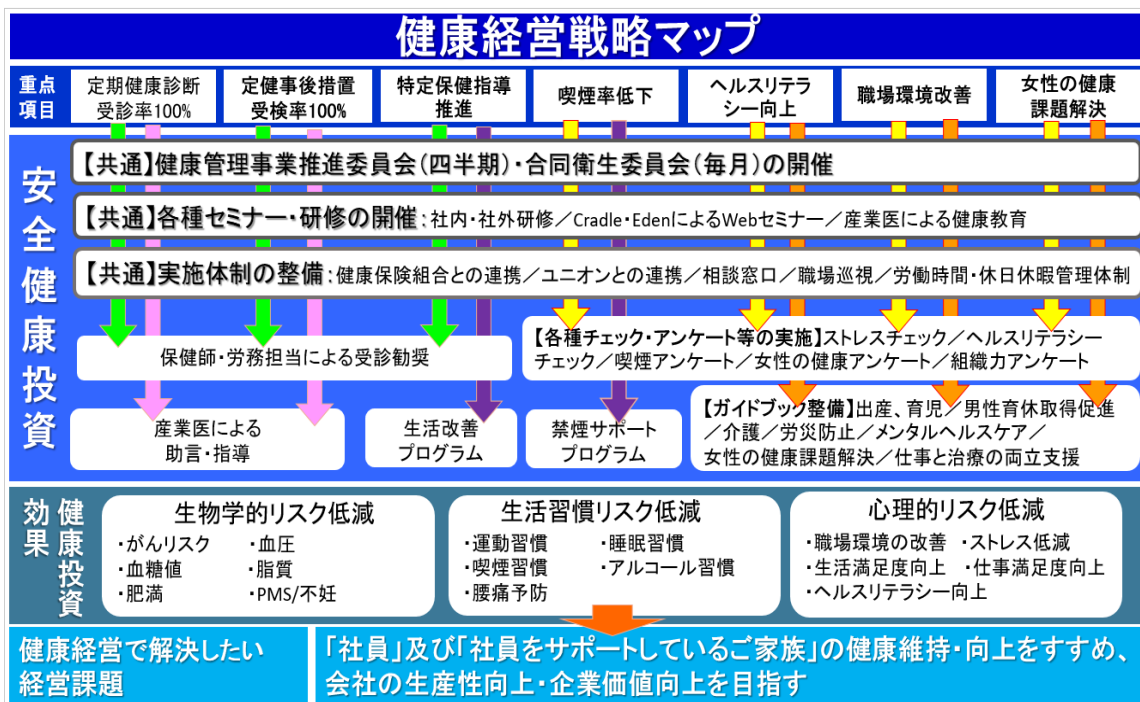 健康経営戦略マップ
重点
項目
定期健康診断
受診率100%
定健事後措置
受検率100%
特定保健指導
推進
喫煙率低下
ヘルスリテラ
シー向上
職場環境改善
女性の健康
課題解決
安全健康投資
【共通】健康管理事業推進委員会(四半期)・合同衛生委員会(毎月)の開催
【共通】各種セミナー・研修の開催:社内・社外研修/Cradle・EdenによるWebセミナー/産業医による健康教育
【共通】実施体制の整備:健康保険組合との連携/ユニオンとの連携/相談窓口/職場巡視/労働時間・休日休暇管理体制
保健師・労務担当による受診勧奨
【各種チェック・アンケート等の実施】ストレスチェック/ヘルスリテラシー
チェック/喫煙アンケート/女性の健康アンケート/組織力アンケート
産業医による
助言・指導
生活改善
プログラム
禁煙サポート
プログラム
【ガイドブック整備】出産、育児/男性育休取得促進
/介護/労災防止/メンタルヘルスケア/
女性の健康課題解決/仕事と治療の両立支援
健康投資
効果
生物学的リスク低減
・がんリスク ・血圧
・血糖値 ・脂質
・肥満 ・PMS/不妊
生活習慣リスク低減
・運動習慣 ・睡眠習慣
・喫煙習慣 ・アルコール習慣
・腰痛予防
心理的リスク低減
・職場環境の改善 ・ストレス低減
・生活満足度向上 ・仕事満足度向上
・ヘルスリテラシー向上
健康経営で解決したい
経営課題
「社員」及び「社員をサポートしているご家族」の健康維持・向上をすすめ、
会社の生産性向上・企業価値向上を目指す